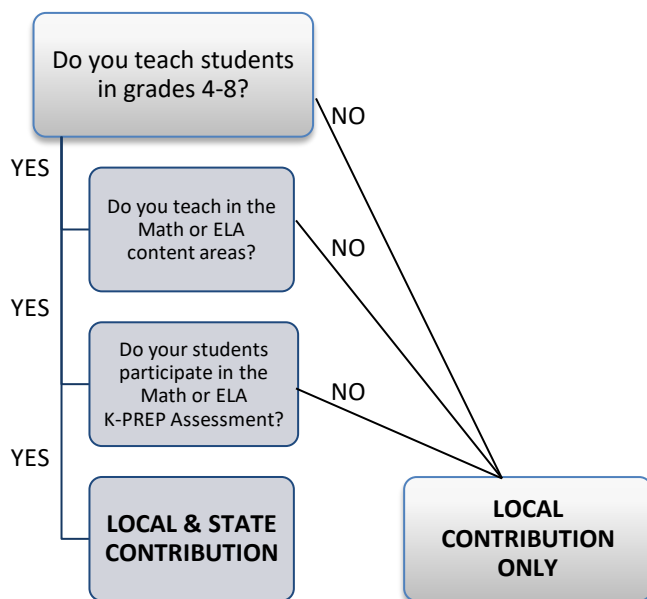 Do you teach students
in grades 4-8?
NO
YES
Do you teach in the
Math or ELA
content areas?
NO
YES
Do your students
participate in the
Math or ELA
K-PREP Assessment?
NO
YES
LOCAL & STATE
CONTRIBUTION
LOCAL
CONTRIBUTION
ONLY